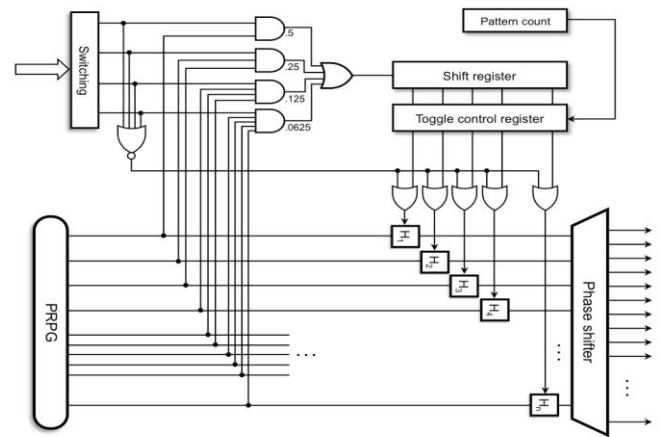 Pattern count
Switching
.5
.25
.125
.0625
Shift register
Toggle control register
H1
H2
H3
H4
Hn
PRPG
Phase shifter
. . .
. . .
. . .